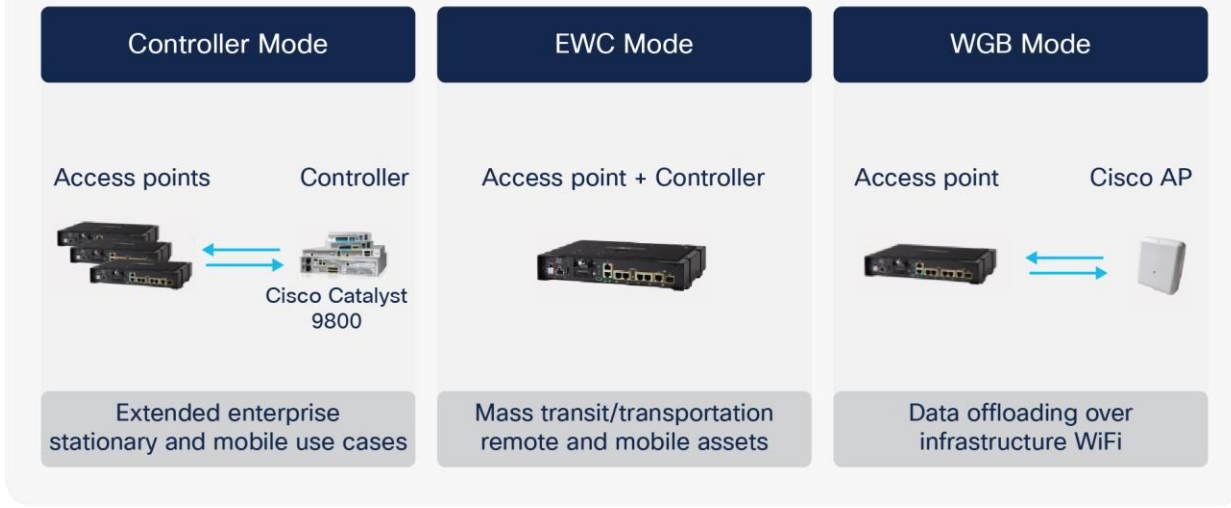 Controller Mode
EWC Mode
WGB Mode
Access points
Controller
Cisco Catalyst
9800
Access point + Controller
Access point
Cisco AP
Extended enterprise
stationary and mobile use cases
Mass transit/transportation
remote and mobile assets
Data offloading over
infrastructure WiFi